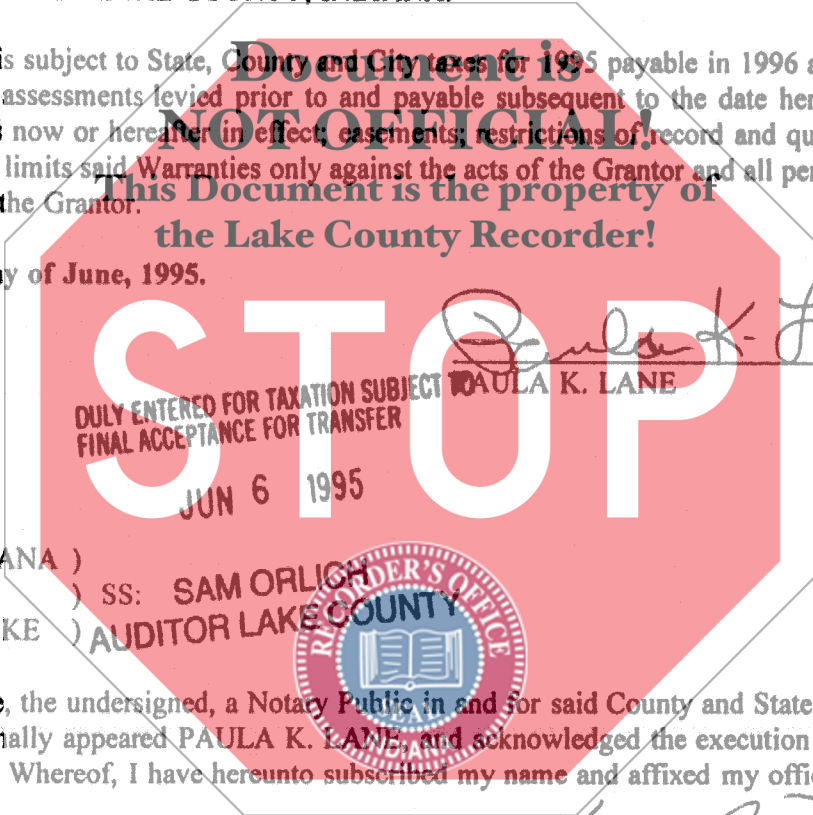 Document is
is subject to State, County and City taxes for 1995 payable in 1996
assessments levied prior to and payable subsequent to the date
NOT OFFICIAL!
now or hereafter in effect; easements; restrictions of record and
limits said Warranties only against the acts of the Grantor and all
This Document is the property of
the Grantor.
the Lake County Recorder!
of June, 1995.
STOP
Paula K. L
PAULA K. LANE
DULY ENTERED FOR TAXATION SUBJECT TO
FINAL ACCEPTANCE FOR TRANSFER
JUN 6 1995
ANA )
) SS: SAM ORLICH
KE ) AUDITOR LAKE COUNTY
RECORDER'S OFFICE
SEAL
, the undersigned, a Notary Public in and for said County and State
nally appeared PAULA K. LANE, and acknowledged the execution
Whereof, I have hereunto subscribed my name and affixed my offic